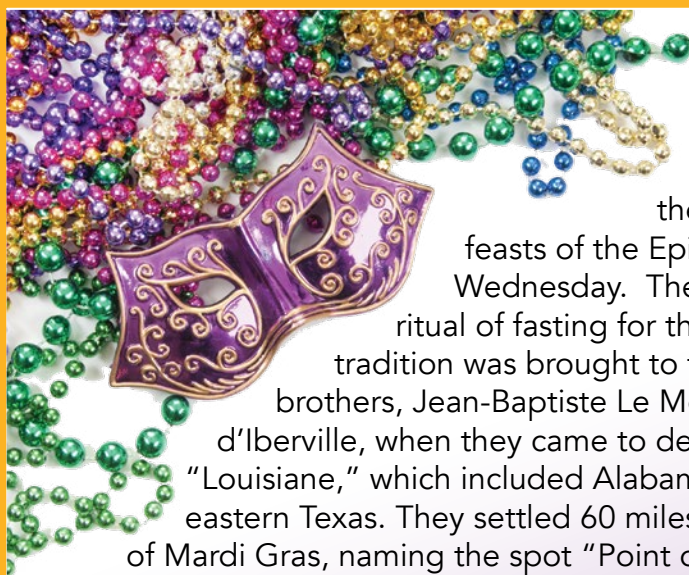 the
feasts of the Epi
Wednesday.  The
ritual of fasting for th
tradition was brought to t
brothers, Jean-Baptiste Le Mo
d’Iberville, when they came to de
“Louisiane,” which included Alaban
eastern Texas. They settled 60 miles
of Mardi Gras, naming the spot “Point d